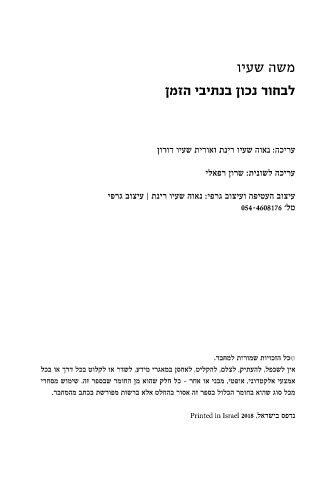 משה שעיו
לבחור נכון בנתיבי הזמן
עריכה: נאוה שעיו רינת ואורית שעיו דורון
עריכה לשונית: שרון רפאלי
עיצוב העטיפה ועיצוב גרפי: נאוה שעיו רינת | עיצוב גרפי
טל׳ 054-4608176
©כל הזכויות שמורות למחבר.
אין לשכפל, להעתיק, לצלם, להקליט, לאחסן במאגרי מידע, לשדר או לקלוט בכל דרך או בכל
אמצעי אלקטרוני, אופטי, מכני או אחר - כל חלק שהוא מן החומר שבספר זה. שימוש מסחרי
מכל סוג שהוא בחומר הכלול בספר זה אסור בהחלט אלא ברשות מפורשת בכתב מהמחבר.
נדפס בישראל, 2018 Printed in Israel